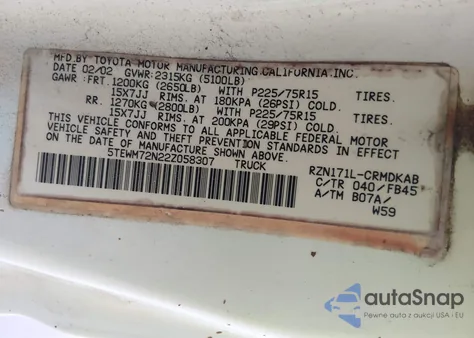 MFD.BY TOYOTA MOTOR MANUFACTURING,CALIFORNIA,INC.
DATE 02/02 GVWR:2315KG (5100LB)
GAWR : FRT. 1200KG (2650LB) WITH P225/75R15 TIRES.
15X7JJ RIMS. AT 180KPA (26PSI) COLD.
RR. 1270KG (2800LB) WITH P225/75R15 TIRES.
15X7JJ RIMS. AT 200KPA (29PSI) COLD.
THIS VEHICLE CONFORMS TO ALL APPLICABLE FEDERAL MOTOR
VEHICLE SAFETY AND THEFT PREVENTION STANDARDS IN EFFECT
ON THE DATE OF MANUFACTURE SHOWN ABOVE.
5TEWM72N22Z058307 TRUCK
RZN171L-CRMDKAB
C/TR 040/FB45
A/TM B07A/
W59
autoSnap
Pewne auta z aukcji USA i EU